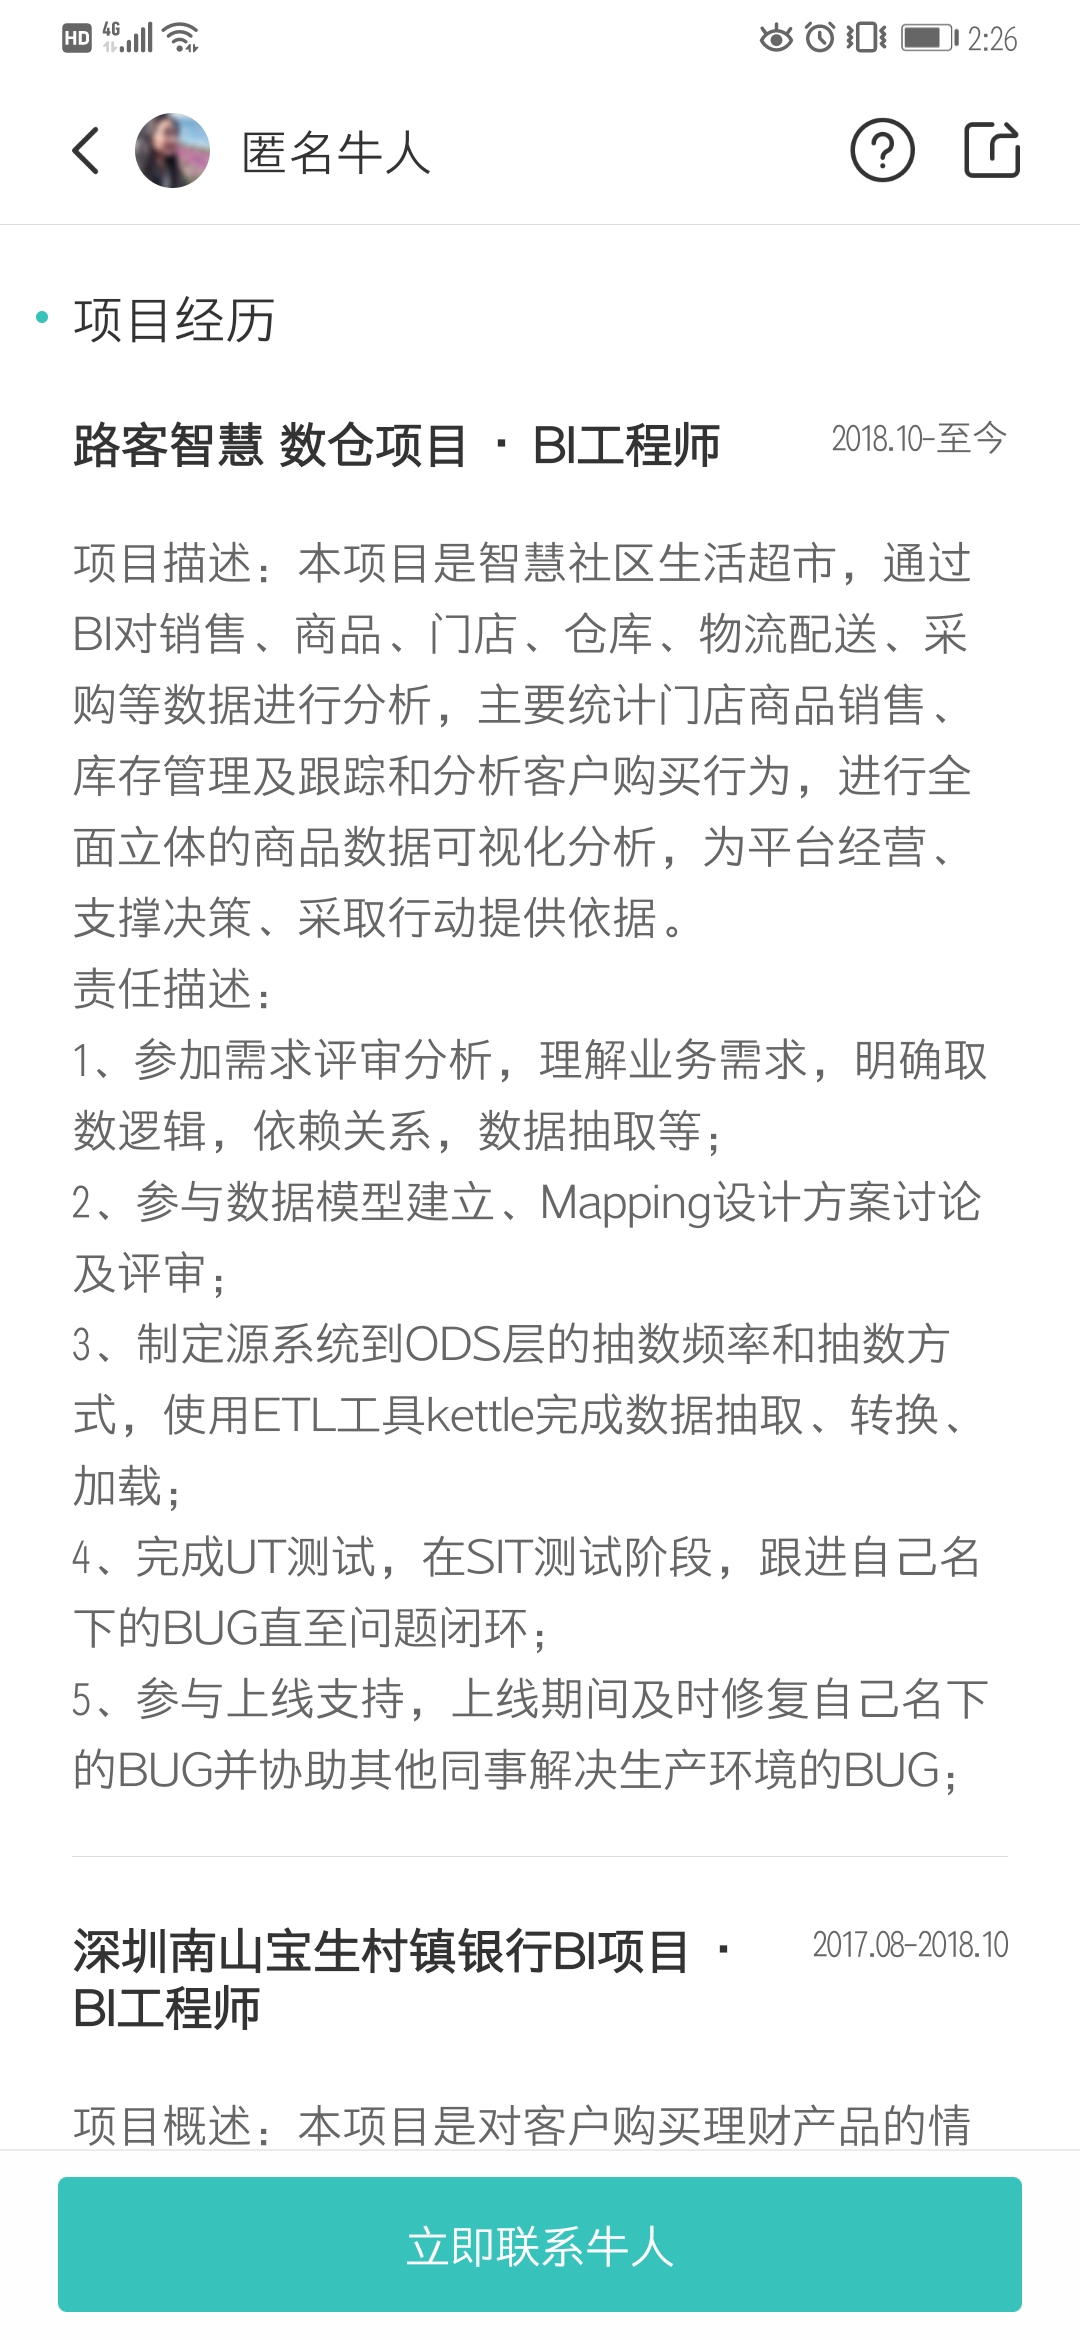 HD 4G 2:26
匿名牛人
项目经历
路客智慧 数仓项目 · BI工程师 2018.10-至今
项目描述：本项目是智慧社区生活超市，通过
BI对销售、商品、门店、仓库、物流配送、采
购等数据进行分析，主要统计门店商品销售、
库存管理及跟踪和分析客户购买行为，进行全
面立体的商品数据可视化分析，为平台经营、
支撑决策、采取行动提供依据。
责任描述：
1、参加需求评审分析，理解业务需求，明确取
数逻辑，依赖关系，数据抽取等；
2、参与数据模型建立、Mapping设计方案讨论
及评审；
3、制定源系统到ODS层的抽数频率和抽数方
式，使用ETL工具kettle完成数据抽取、转换、
加载；
4、完成UT测试，在SIT测试阶段，跟进自己名
下的BUG直至问题闭环；
5、参与上线支持，上线期间及时修复自己名下
的BUG并协助其他同事解决生产环境的BUG；
深圳南山宝生村镇银行BI项目 · 2017.08-2018.10
BI工程师
项目概述：本项目是对客户购买理财产品的情
立即联系牛人